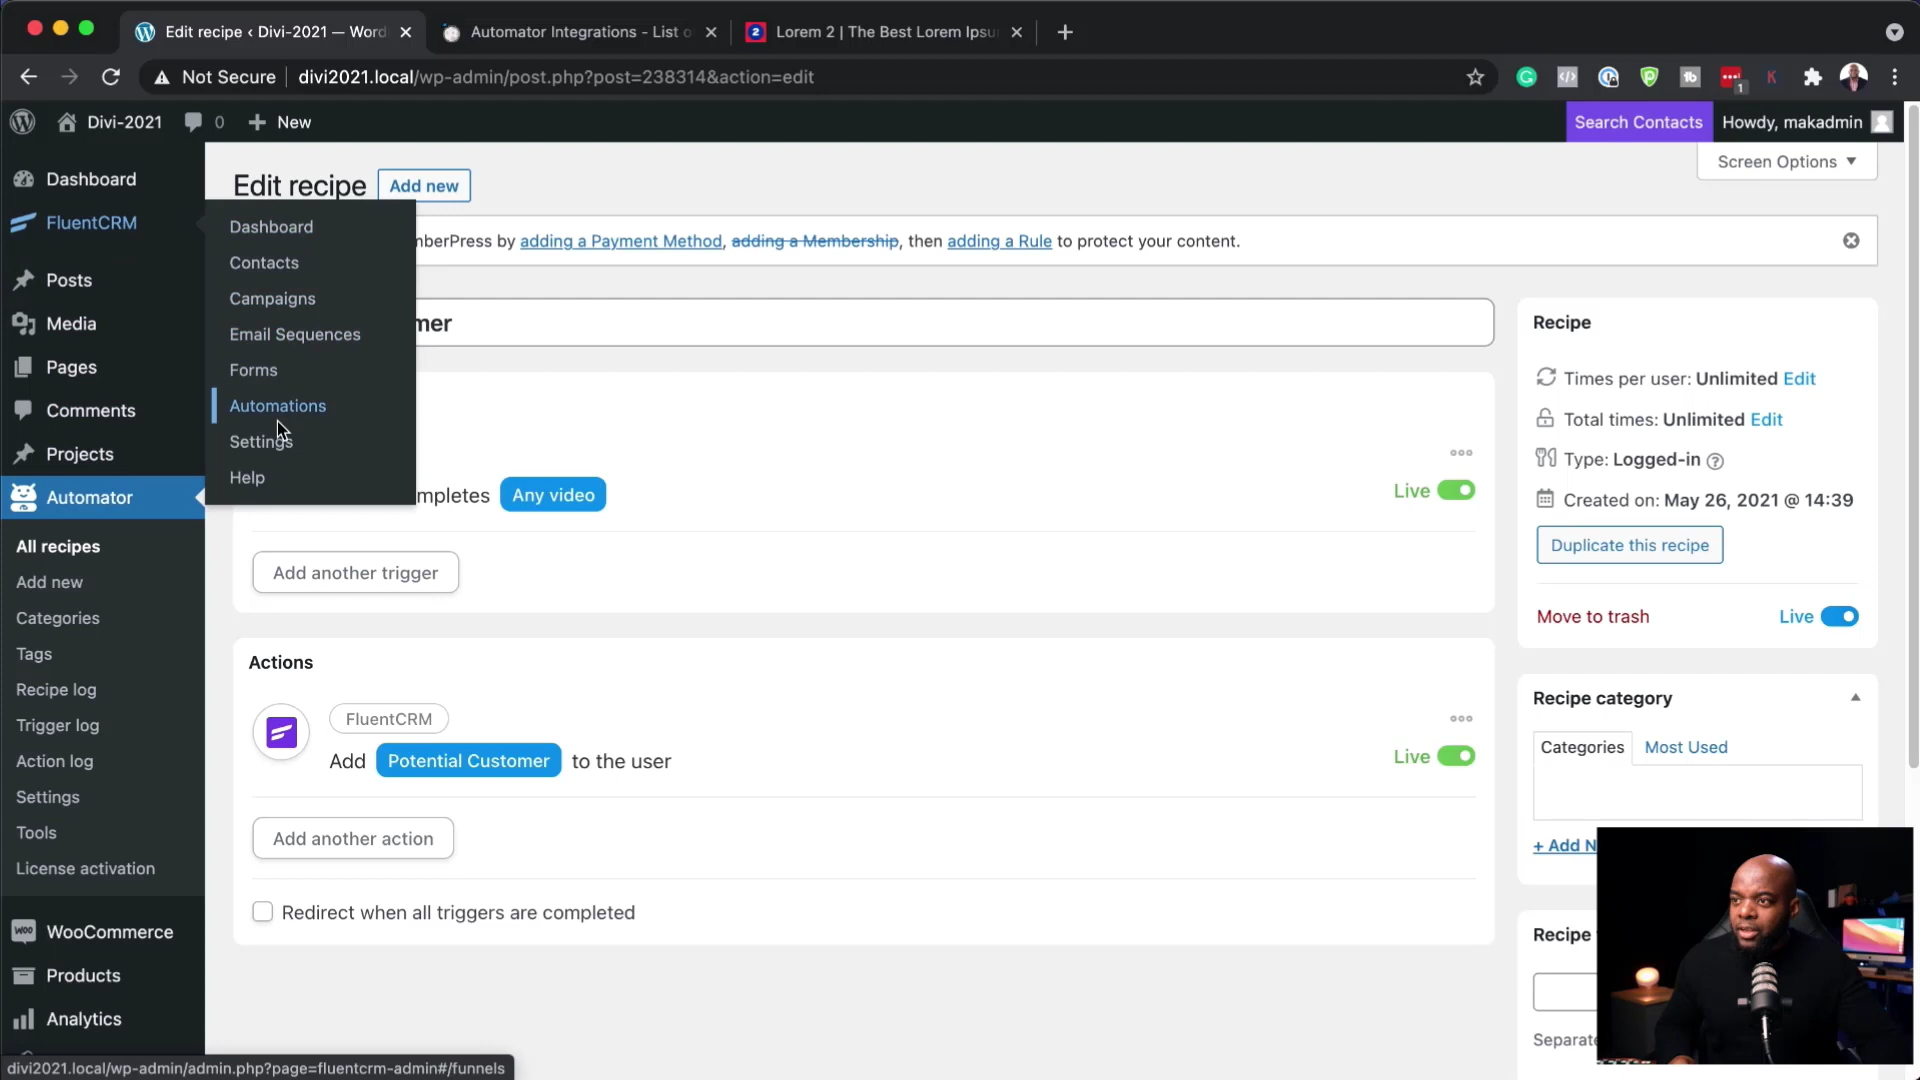 Edit recipe ‹ Divi-2021 — Word
Automator Integrations - List o
2 Lorem 2 | The Best Lorem Ipsu
Not Secure
divi2021.local/wp-admin/post.php?post=238314&action=edit
1
Divi-2021
0
New
Search Contacts
Howdy, makadmin
Screen Options
Dashboard
FluentCRM
Posts
Media
Pages
Comments
Projects
Automator
All recipes
Add new
Categories
Tags
Recipe log
Trigger log
Action log
Settings
Tools
License activation
WOO WooCommerce
Products
Analytics
Dashboard
Contacts
Campaigns
Email Sequences
Forms
Automations
Settings
Help
Edit recipe
Add new
nberPress by adding a Payment Method, adding a Membership, then adding a Rule to protect your content.
mer
mpletes Any video
Live
Add another trigger
Actions
FluentCRM
Add Potential Customer to the user
Live
Add another action
Redirect when all triggers are completed
Recipe
Times per user: Unlimited Edit
Total times: Unlimited Edit
Type: Logged-in ?
Created on: May 26, 2021 @ 14:39
Duplicate this recipe
Move to trash
Live
Recipe category
Categories
Most Used
+ Add N
Recipe
Separate
divi2021.local/wp-admin/admin.php?page=fluentcrm-admin#/funnels